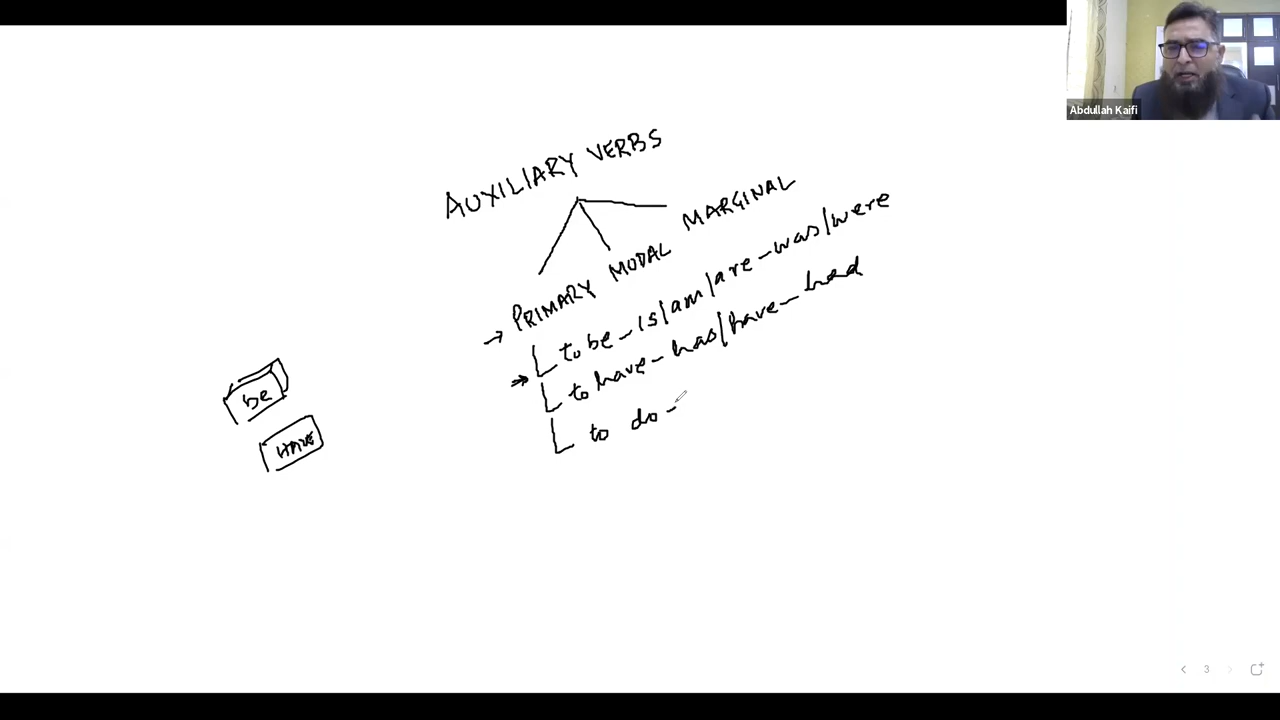 Abdullah Kaifi
AUXILIARY VERBS
PRIMARY MODAL MARGINAL
to be - is/am/are - was/were
to have - has/have - had
to do -
be
HAVE
3